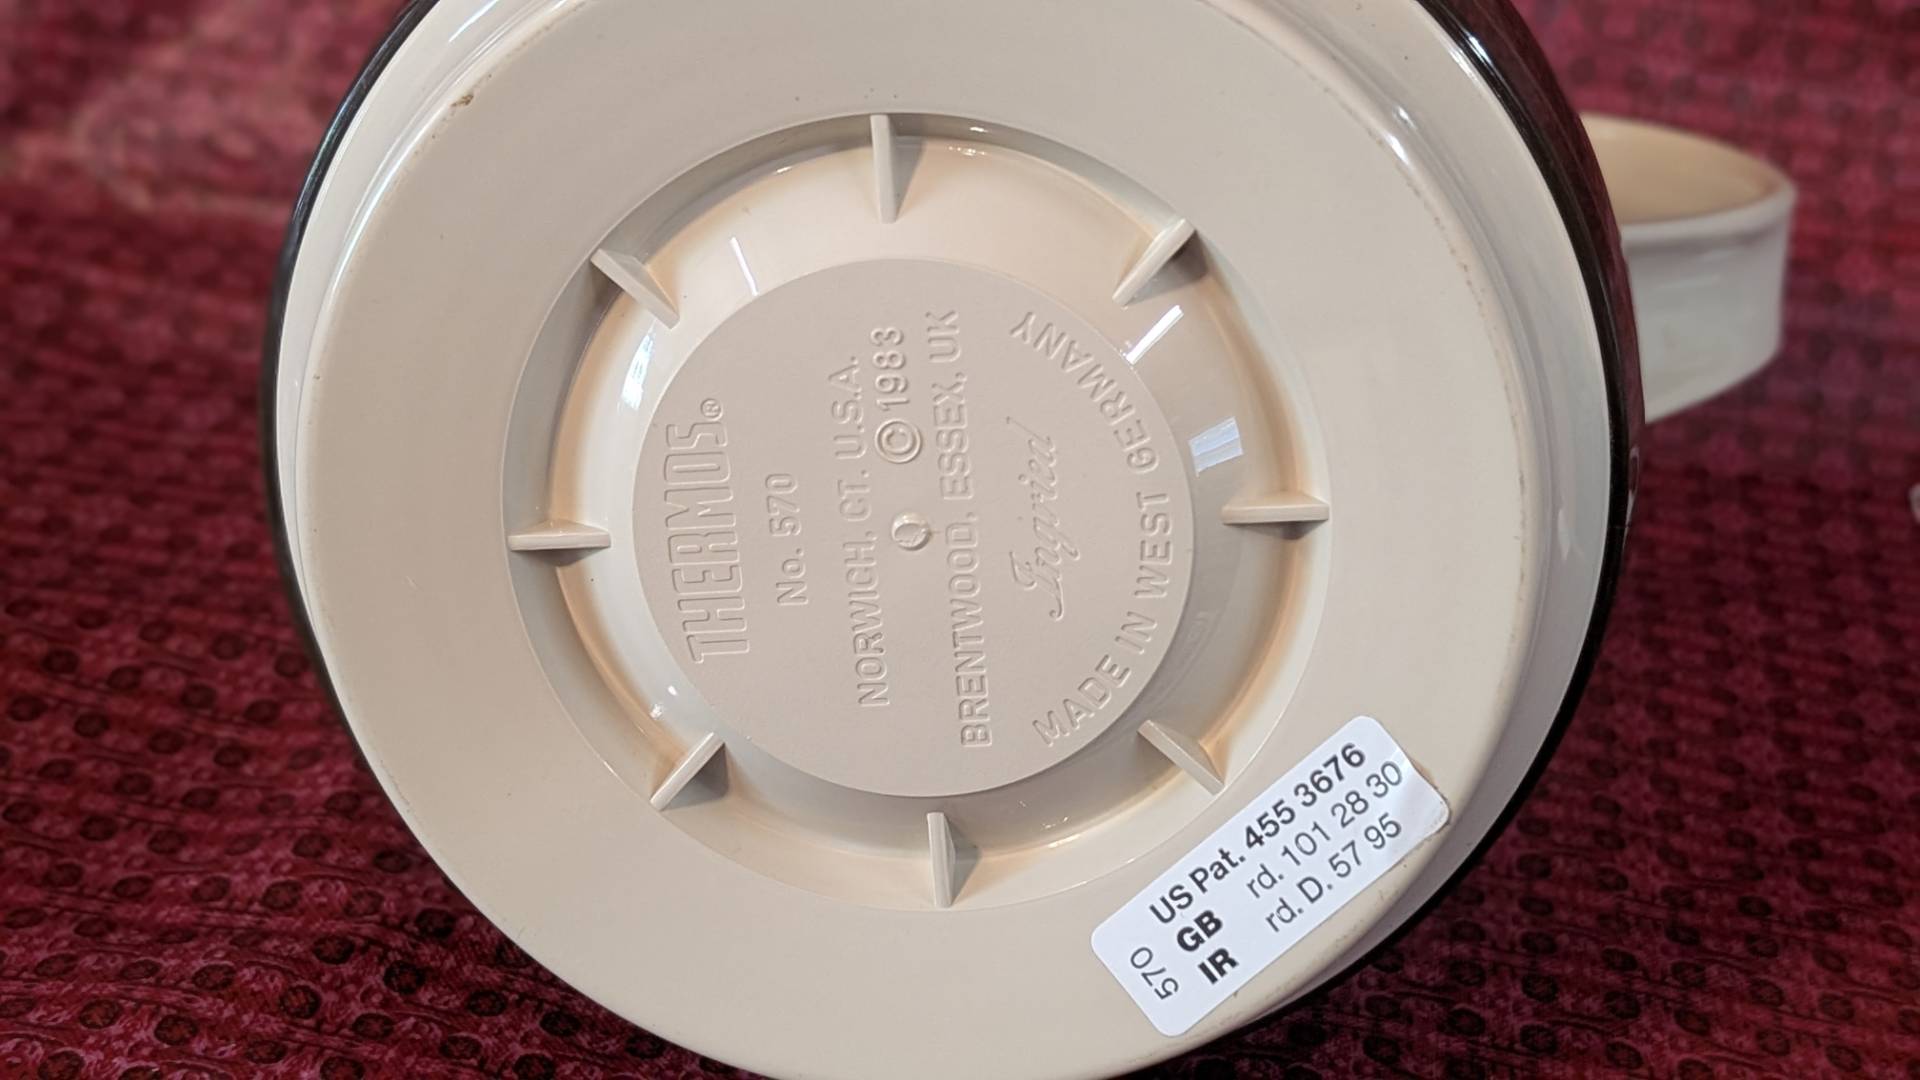 THERMOS®
No. 570
NORWICH, CT. U.S.A.
© 1983
BRENTWOOD, ESSEX, UK
Ingried
MADE IN WEST GERMANY
570
US Pat. 455 3676
GB rd. 101 28 30
IR rd. D. 57 95